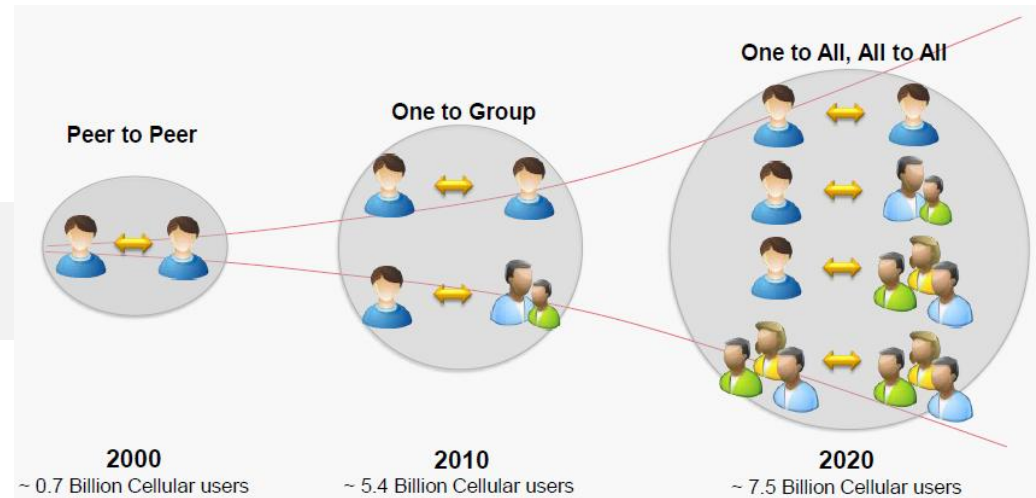 Peer to Peer
One to Group
One to All, All to All
2000
~ 0.7 Billion Cellular users
2010
~ 5.4 Billion Cellular users
2020
~ 7.5 Billion Cellular users